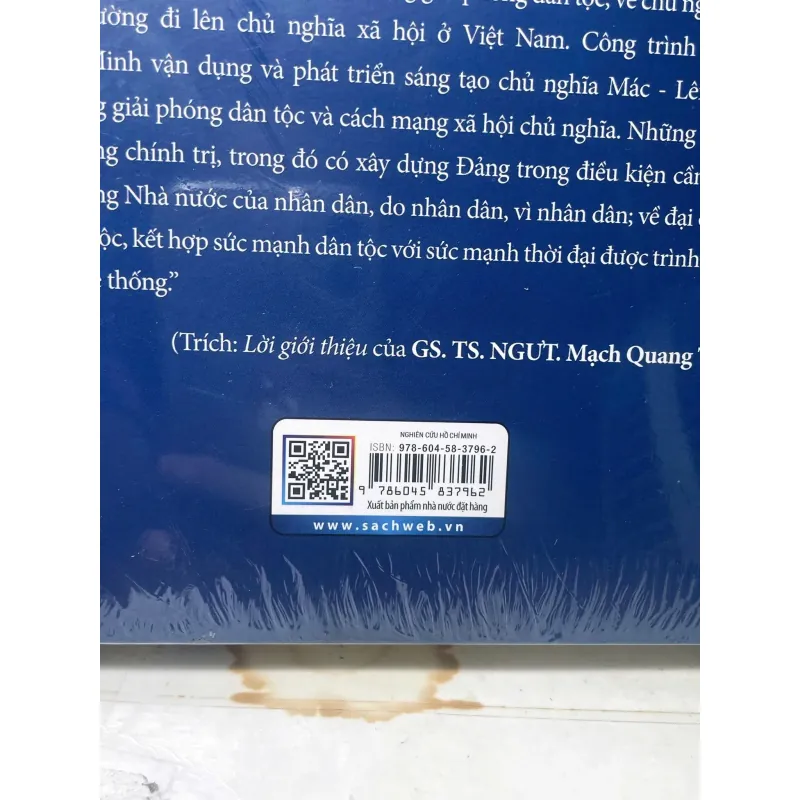 dân tộc, về chủ ng
ường đi lên chủ nghĩa xã hội ở Việt Nam. Công trình
Minh vận dụng và phát triển sáng tạo chủ nghĩa Mác - Lê
g giải phóng dân tộc và cách mạng xã hội chủ nghĩa. Những
ng chính trị, trong đó có xây dựng Đảng trong điều kiện cầ
ng Nhà nước của nhân dân, do nhân dân, vì nhân dân; về đại
ộc, kết hợp sức mạnh dân tộc với sức mạnh thời đại được trình
thống.”
(Trích: Lời giới thiệu của GS. TS. NGƯT. Mạch Quang T
NGHIÊN CỨU HỒ CHÍ MINH
ISBN: 978-604-58-3796-2
9 786045 837962
Xuất bản phẩm nhà nước đặt hàng
www.sachweb.vn